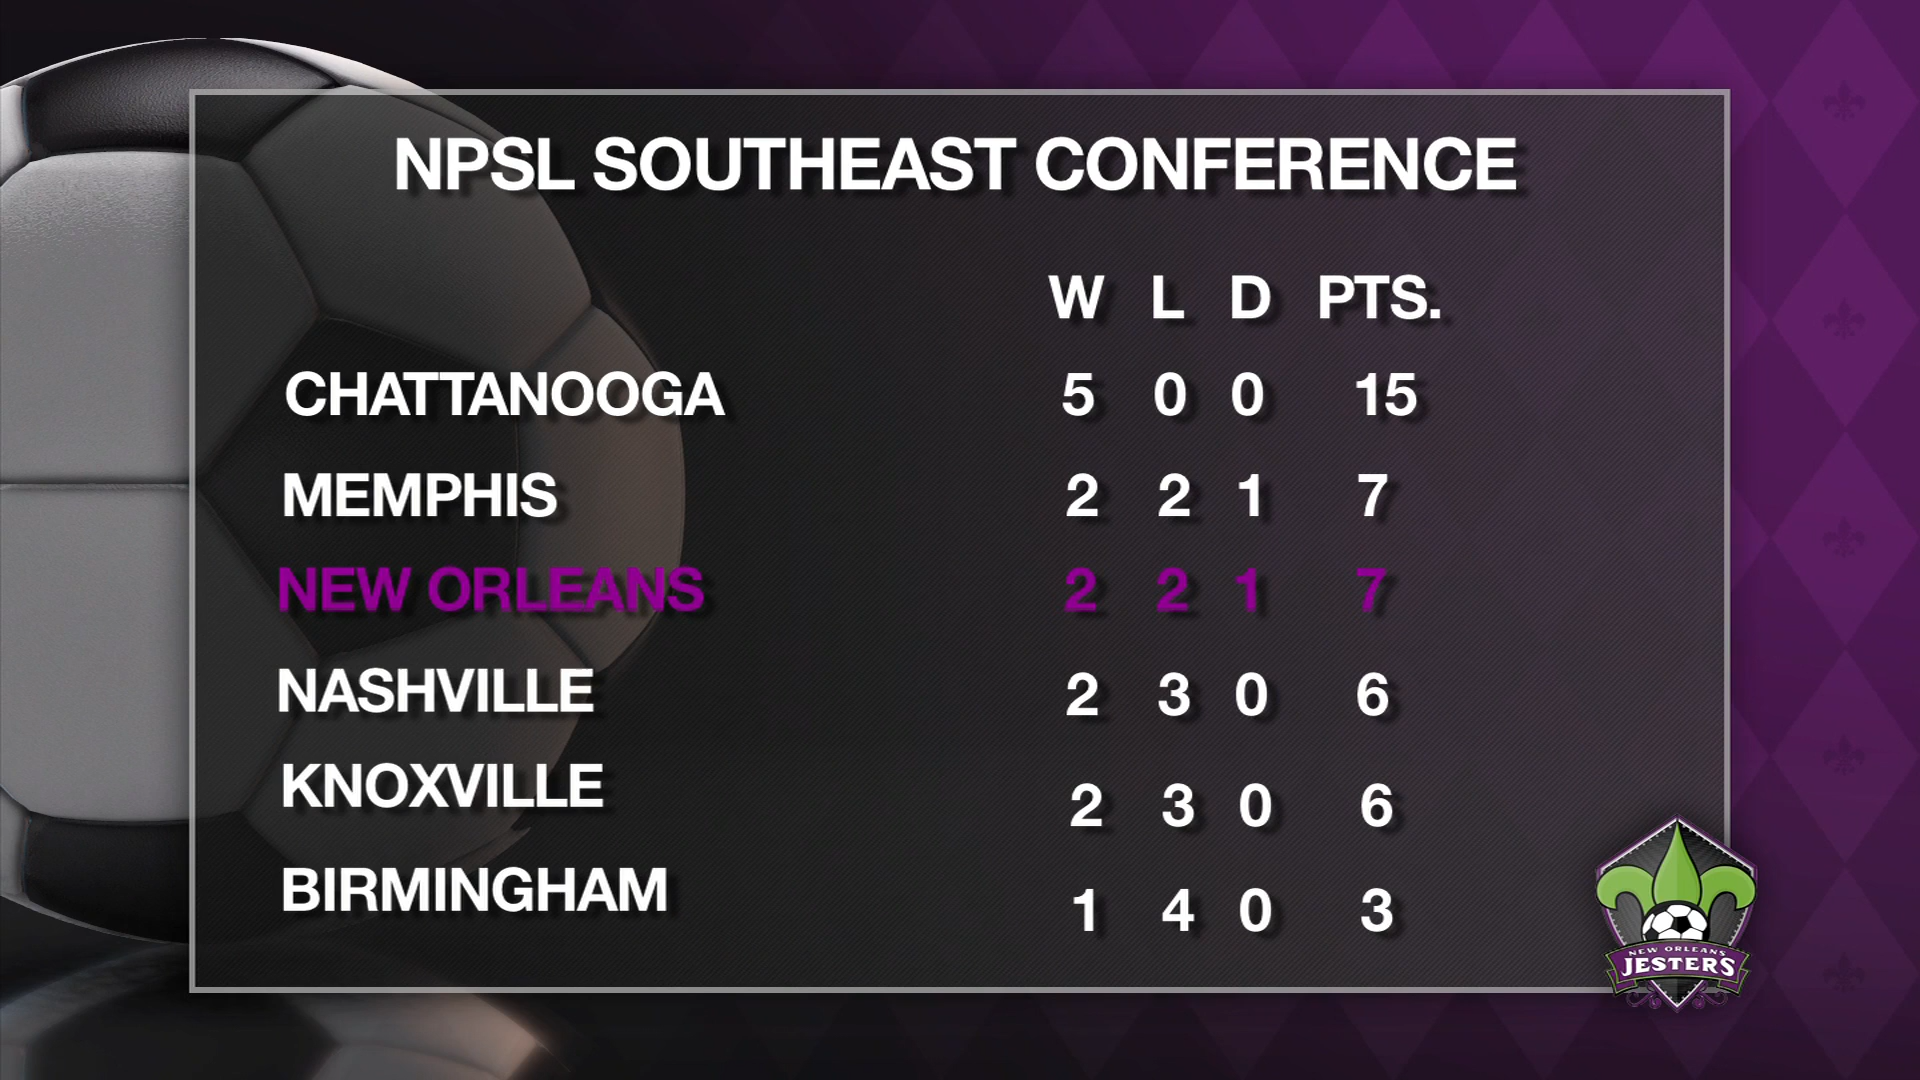 NPSL SOUTHEAST CONFERENCE
W L D PTS.
CHATTANOOGA 5 0 0 15
MEMPHIS 2 2 1 7
NEW ORLEANS 2 2 1 7
NASHVILLE 2 3 0 6
KNOXVILLE 2 3 0 6
BIRMINGHAM 1 4 0 3
NEW ORLEANS
JESTERS